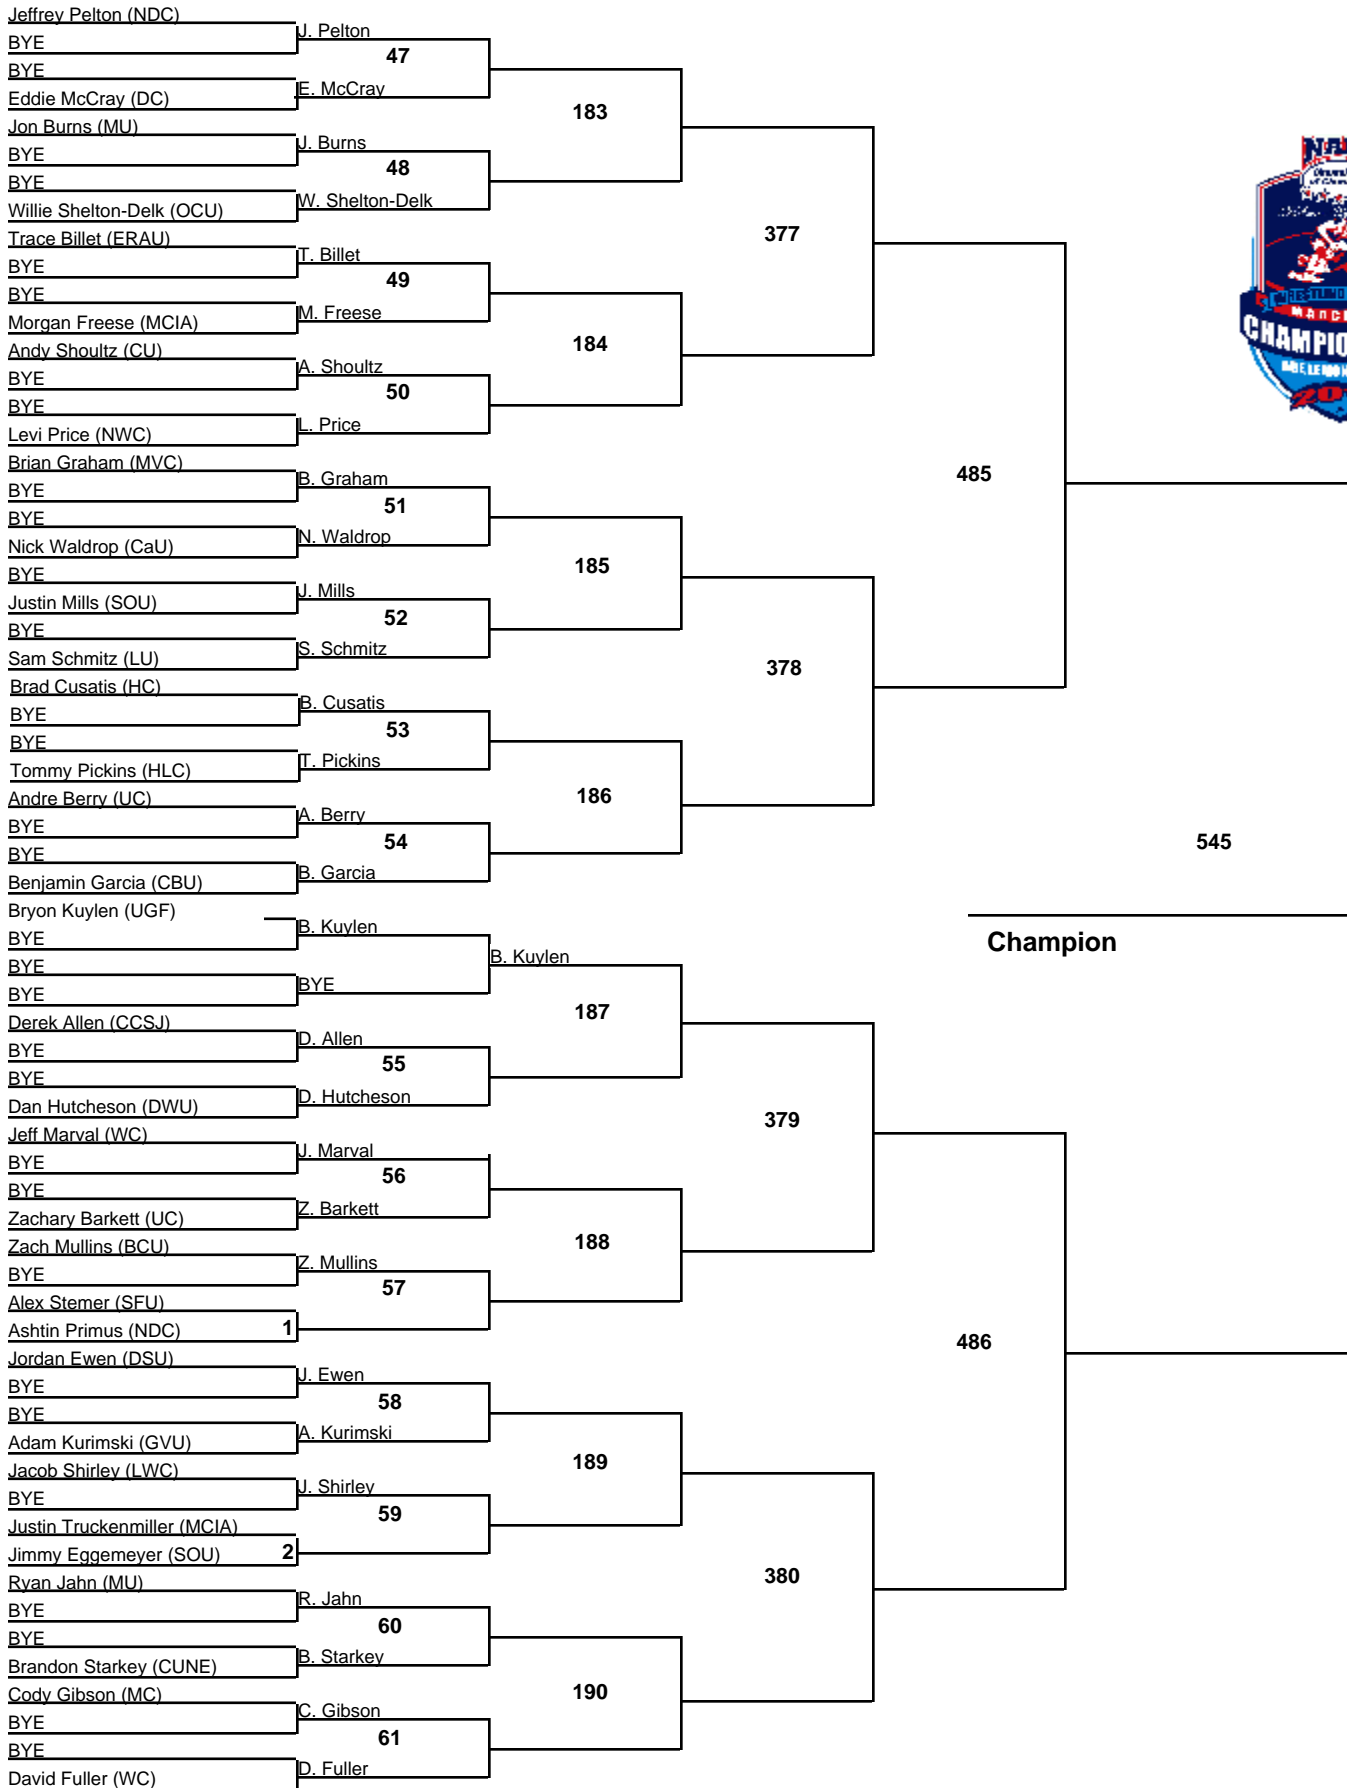 Jeffrey Pelton (NDC)
BYE
BYE
Eddie McCray (DC)
Jon Burns (MU)
BYE
BYE
Willie Shelton-Delk (OCU)
Trace Billet (ERAU)
BYE
BYE
Morgan Freese (MCIA)
Andy Shoultz (CU)
BYE
BYE
Levi Price (NWC)
Brian Graham (MVC)
BYE
BYE
Nick Waldrop (CaU)
BYE
Justin Mills (SOU)
BYE
Sam Schmitz (LU)
Brad Cusatis (HC)
BYE
BYE
Tommy Pickins (HLC)
Andre Berry (UC)
BYE
BYE
Benjamin Garcia (CBU)
Bryon Kuylen (UGF)
BYE
BYE
BYE
Derek Allen (CCSJ)
BYE
BYE
Dan Hutcheson (DWU)
Jeff Marval (WC)
BYE
BYE
Zachary Barkett (UC)
Zach Mullins (BCU)
BYE
Alex Stemer (SFU)
Ashtin Primus (NDC)
1
Jordan Ewen (DSU)
BYE
BYE
Adam Kurimski (GVU)
Jacob Shirley (LWC)
BYE
Justin Truckenmiller (MCIA)
Jimmy Eggemeyer (SOU)
2
Ryan Jahn (MU)
BYE
BYE
Brandon Starkey (CUNE)
Cody Gibson (MC)
BYE
BYE
David Fuller (WC)
J. Pelton
47
E. McCray
J. Burns
48
W. Shelton-Delk
T. Billet
49
M. Freese
A. Shoultz
50
L. Price
B. Graham
51
N. Waldrop
J. Mills
52
S. Schmitz
B. Cusatis
53
T. Pickins
A. Berry
54
B. Garcia
B. Kuylen
BYE
D. Allen
55
D. Hutcheson
J. Marval
56
Z. Barkett
Z. Mullins
57
J. Ewen
58
A. Kurimski
J. Shirley
59
R. Jahn
60
B. Starkey
C. Gibson
61
D. Fuller
183
184
185
186
B. Kuylen
187
188
189
190
377
378
379
380
485
486
545
Champion